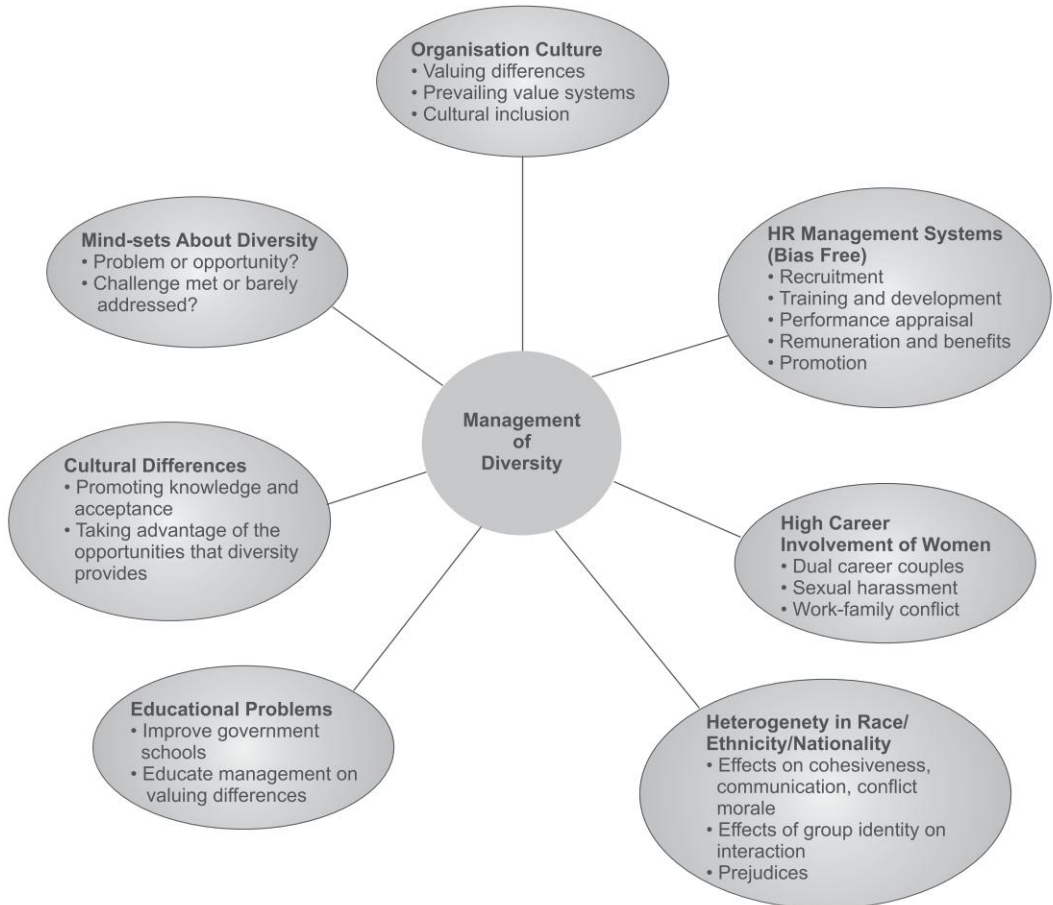 Organisation Culture
• Valuing differences
• Prevailing value systems
• Cultural inclusion
Mind-sets About Diversity
• Problem or opportunity?
• Challenge met or barely
addressed?
HR Management Systems
(Bias Free)
• Recruitment
• Training and development
• Performance appraisal
• Remuneration and benefits
• Promotion
Management
of
Diversity
Cultural Differences
• Promoting knowledge and
acceptance
• Taking advantage of the
opportunities that diversity
provides
High Career
Involvement of Women
• Dual career couples
• Sexual harassment
• Work-family conflict
Educational Problems
• Improve government
schools
• Educate management on
valuing differences
Heterogenety in Race/
Ethnicity/Nationality
• Effects on cohesiveness,
communication, conflict
morale
• Effects of group identity on
interaction
• Prejudices